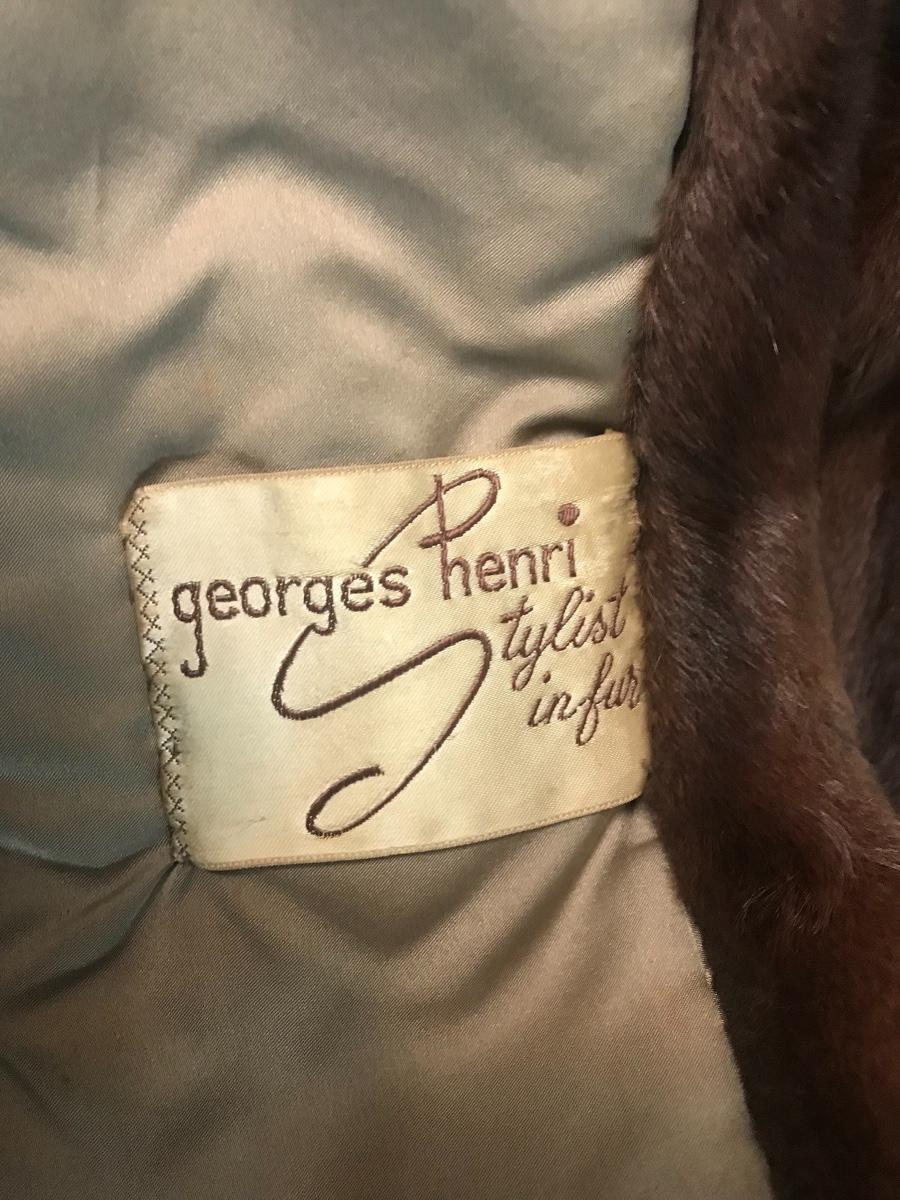 georges henri
Stylist
in fur